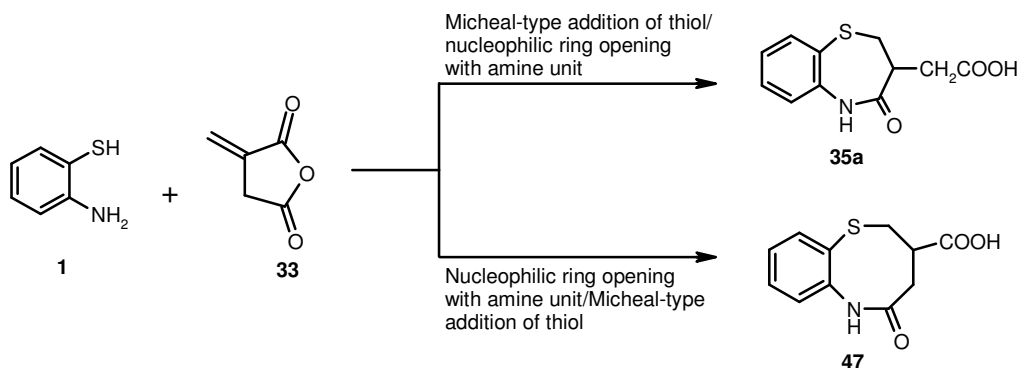 Micheal-type addition of thiol/
nucleophilic ring opening
with amine unit
S
CH2COOH
N
H
O
35a
SH
NH2
1
+
O
O
O
33
S
COOH
NH
O
47
Nucleophilic ring opening
with amine unit/Micheal-type
addition of thiol